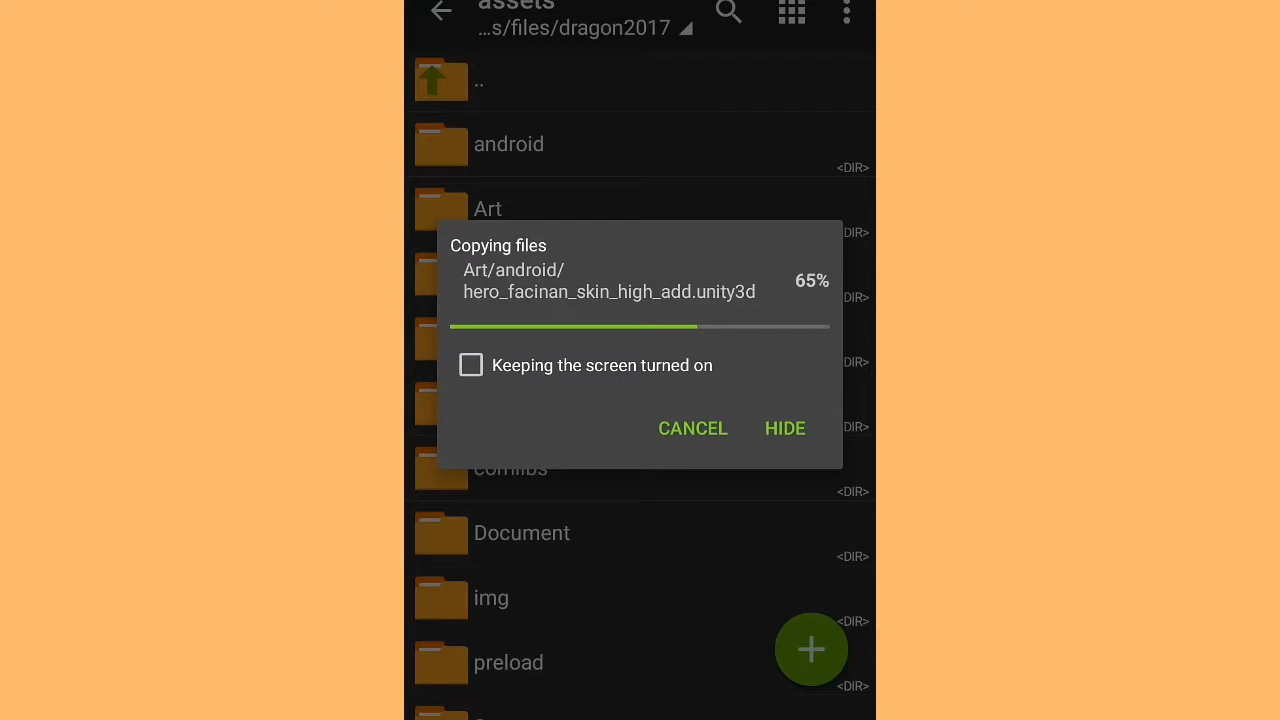 assets
…s/files/dragon2017
..
android
<DIR>
Art
<DIR>
Copying files
Art/android/
hero_facinan_skin_high_add.unity3d
65%
<DIR>
Keeping the screen turned on
<DIR>
CANCEL
HIDE
<DIR>
comlibs
<DIR>
Document
<DIR>
img
<DIR>
preload
<DIR>